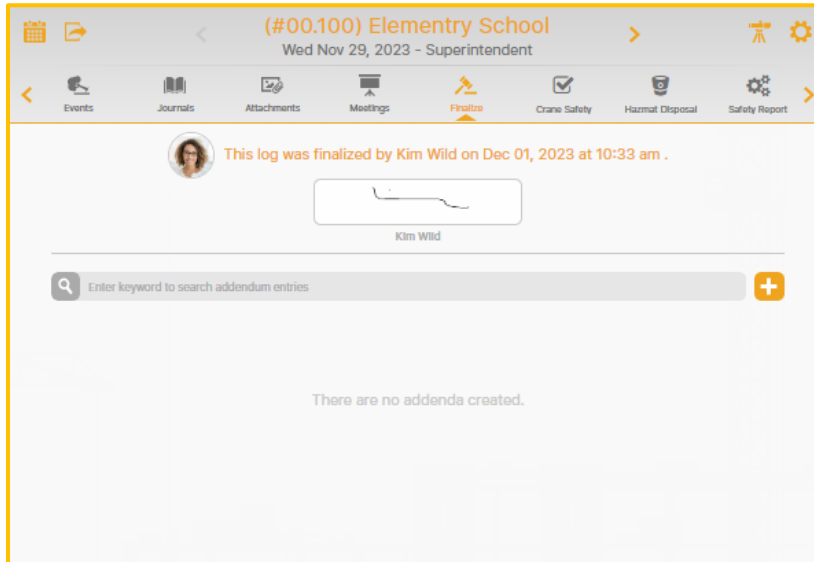 (#00.100) Elementry School
Wed Nov 29, 2023 - Superintendent
Events Journals Attachments Meetings Finalize Crane Safety Hazmat Disposal Safety Report
This log was finalized by Kim Wild on Dec 01, 2023 at 10:33 am .
Kim Wild
Enter keyword to search addendum entries
There are no addenda created.